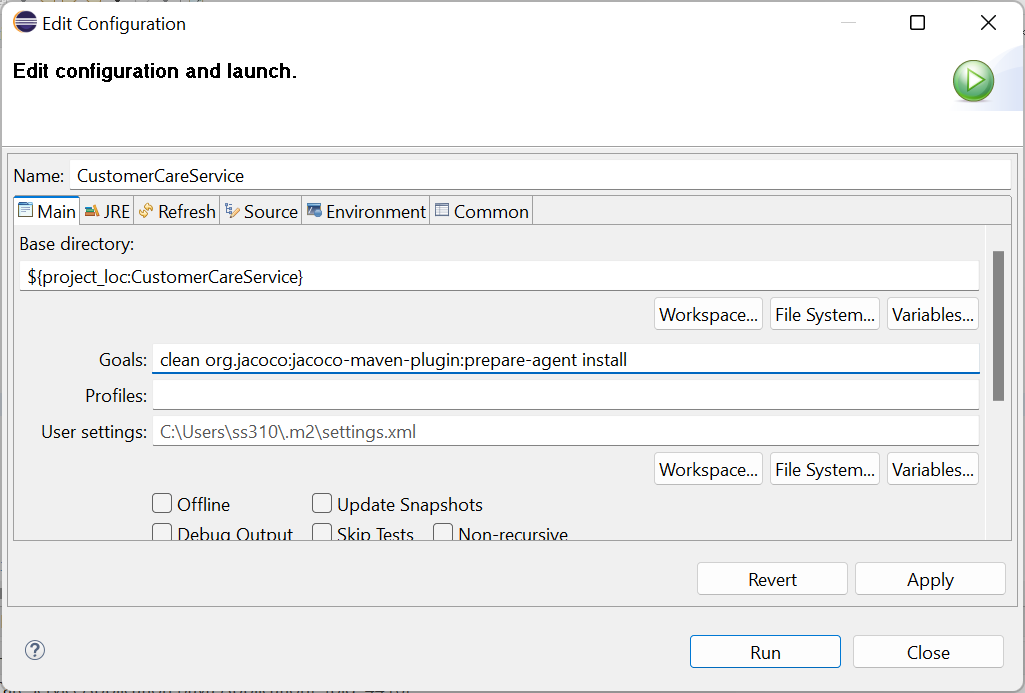 Edit Configuration
Edit configuration and launch.
Name: CustomerCareService
Main JRE Refresh Source Environment Common
Base directory:
${project_loc:CustomerCareService}
Workspace... File System... Variables...
Goals: clean org.jacoco:jacoco-maven-plugin:prepare-agent install
Profiles:
User settings: C:\Users\ss310\.m2\settings.xml
Workspace... File System... Variables...
Offline Update Snapshots
Debug Output Skip Tests Non-recursive
Revert Apply
? Run Close